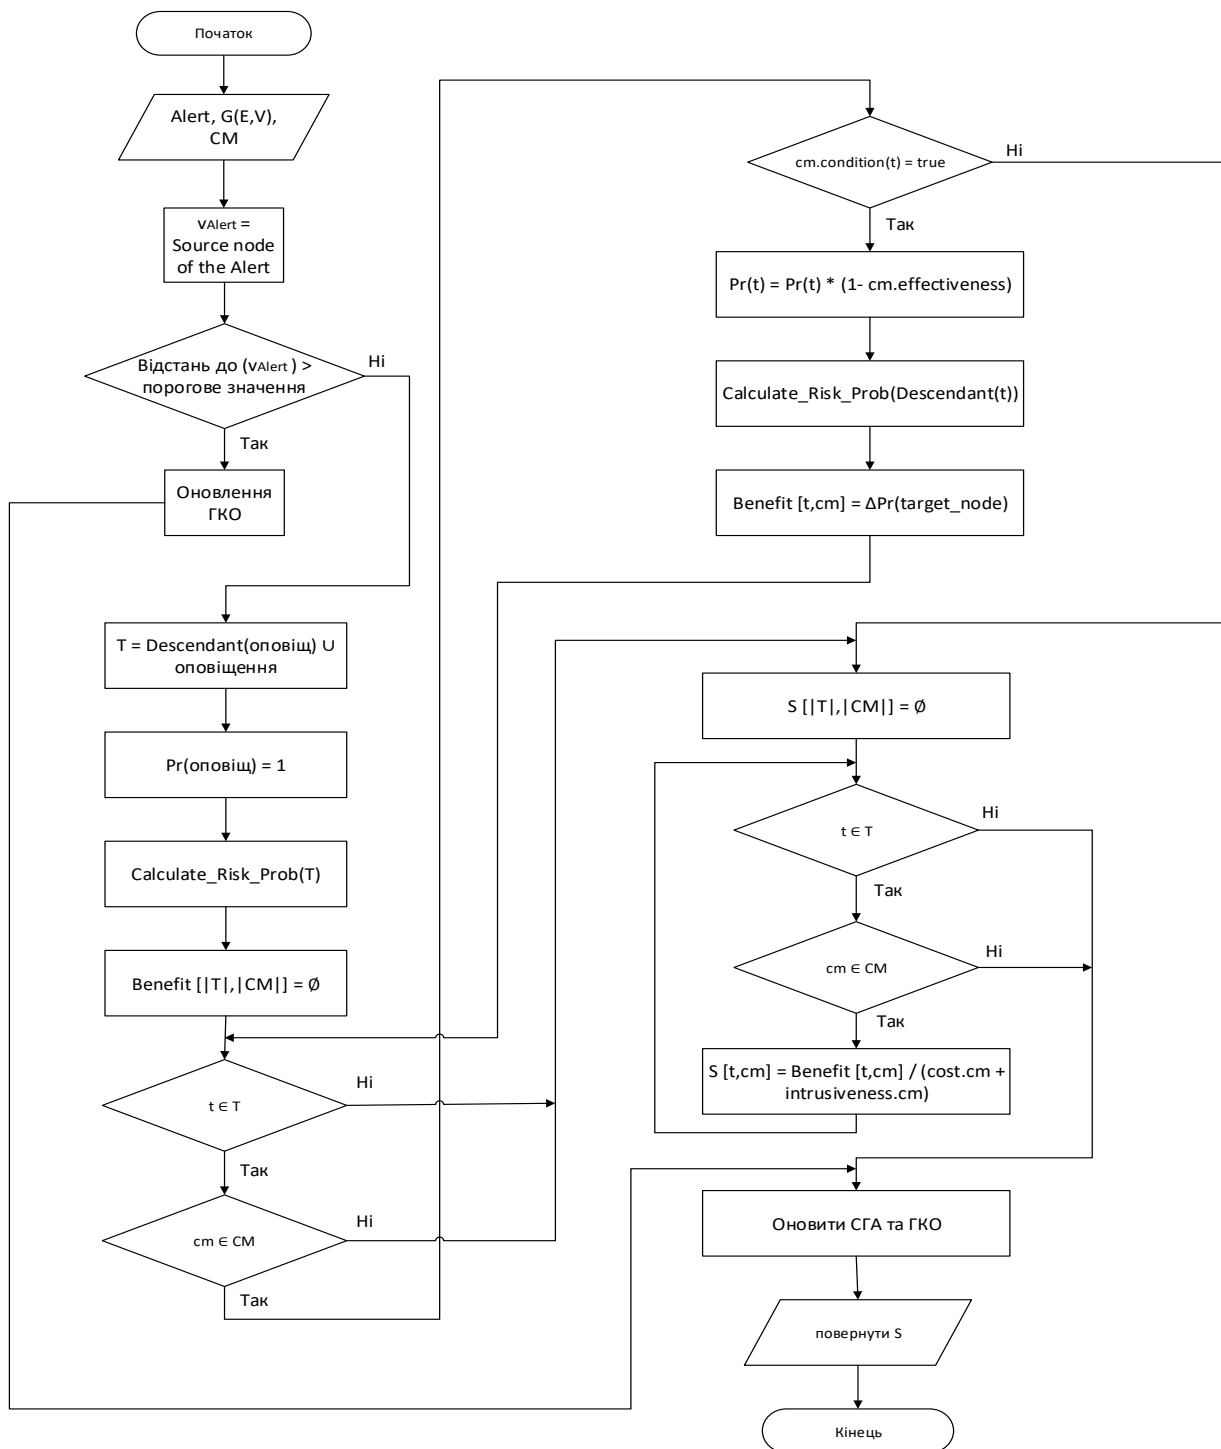 Початок
Alert, G(E,V),
CM
vAlert =
Source node
of the Alert
Відстань до (vAlert ) >
порогове значення
Ні
Так
Оновлення
ГКО
T = Descendant(оповіщ) ∪
оповіщення
Pr(оповіщ) = 1
Calculate_Risk_Prob(T)
Benefit [|T|,|CM|] = Ø
t ∈ T
Ні
Так
cm ∈ CM
Ні
Так
cm.condition(t) = true
Ні
Так
Pr(t) = Pr(t) * (1- cm.effectiveness)
Calculate_Risk_Prob(Descendant(t))
Benefit [t,cm] = ΔPr(target_node)
S [|T|,|CM|] = Ø
t ∈ T
Ні
Так
cm ∈ CM
Ні
Так
S [t,cm] = Benefit [t,cm] / (cost.cm +
intrusiveness.cm)
Оновити СГА та ГКО
повернути S
Кінець